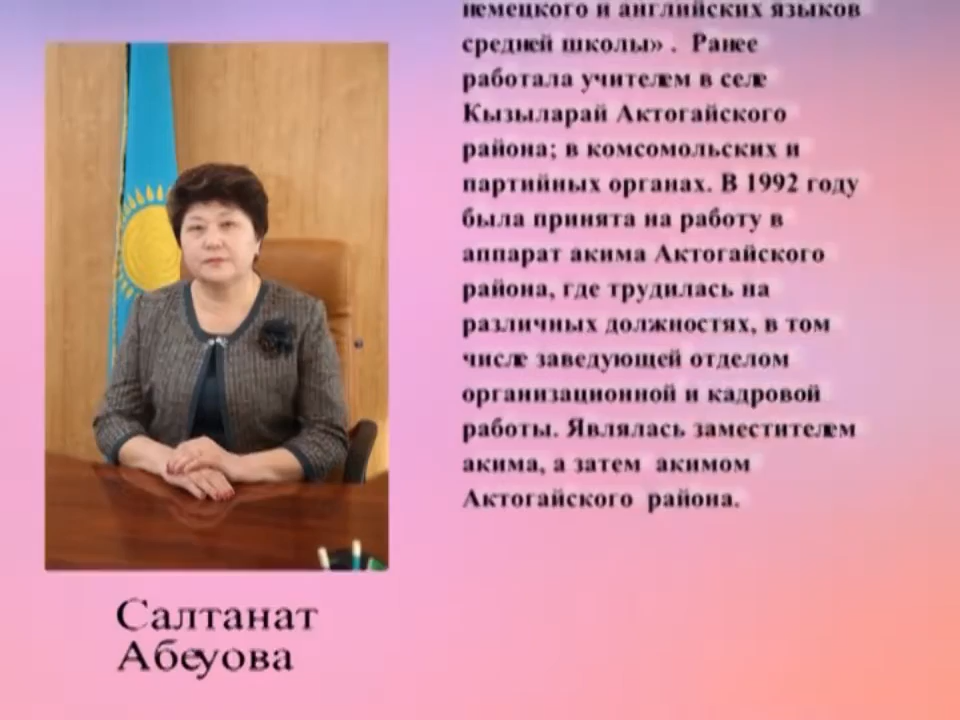 немецкого и английских языков
средней школы» . Ранее
работала учителем в селе
Кызыларай Актогайского
района; в комсомольских и
партийных органах. В 1992 году
была принята на работу в
аппарат акима Актогайского
района, где трудилась на
различных должностях, в том
числе заведующей отделом
организационной и кадровой
работы. Являлась заместителем
акима, а затем акимом
Актогайского района.
Салтанат
Абеуова